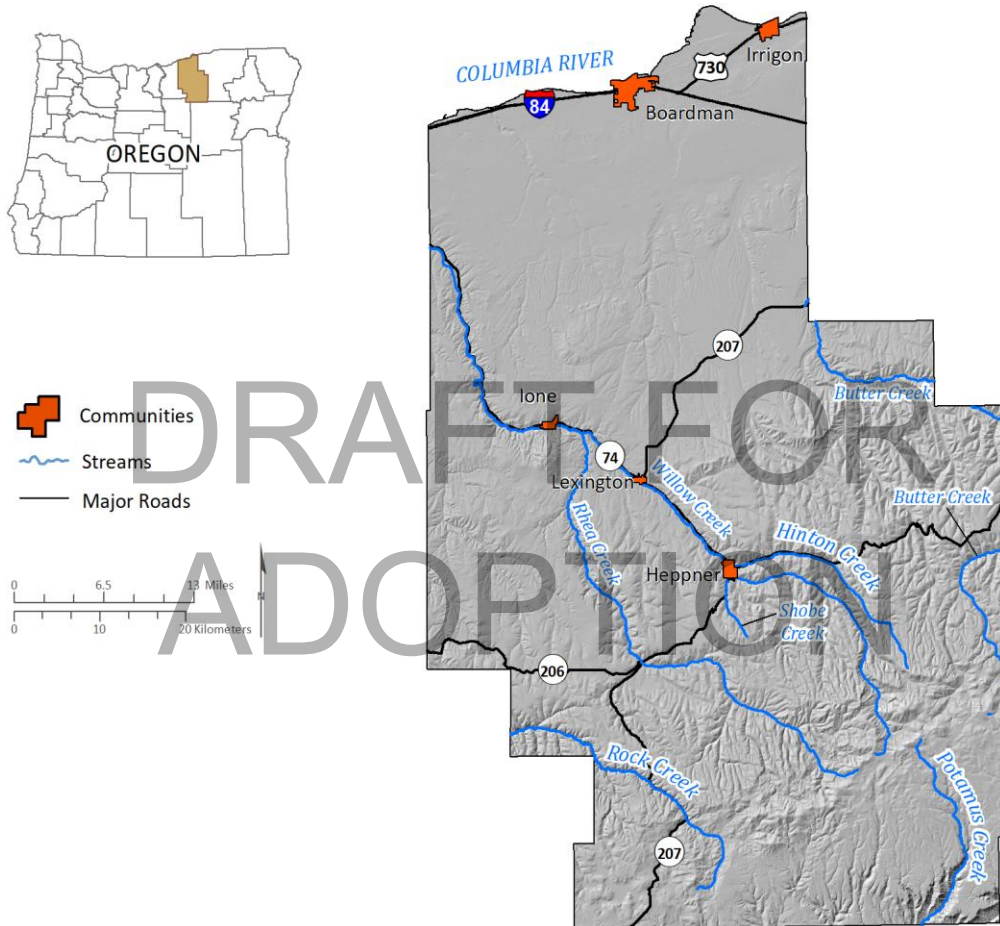 OREGON
Communities
Streams
Major Roads
0 6.5 13 Miles
0 10 20 Kilometers
N
COLUMBIA RIVER
84
730
Irrigon
Boardman
207
Butter Creek
Ione
74
Lexington
Willow Creek
Rhea Creek
Butter Creek
Hinton Creek
Heppner
Shobe
Creek
206
Rock Creek
Potamus Creek
207
DRAFT FOR
ADOPTION